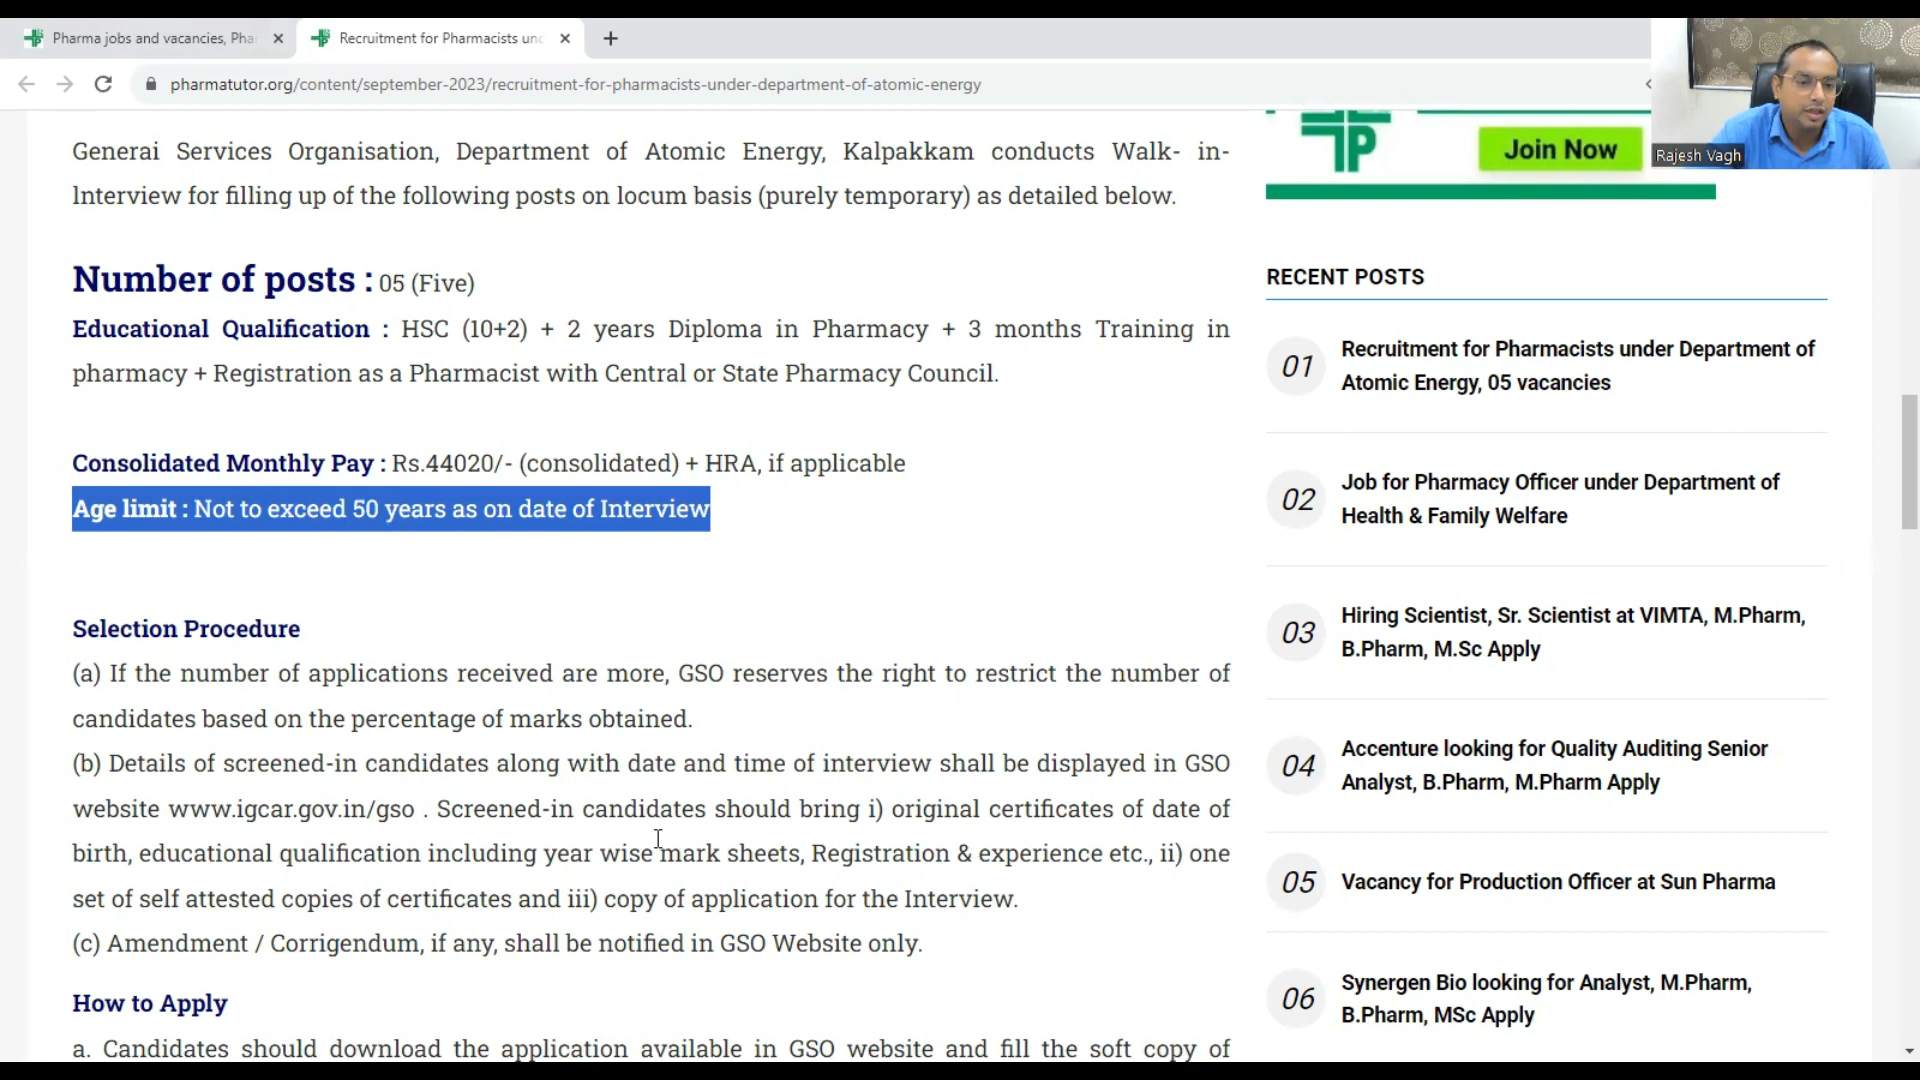 Pharma jobs and vacancies, Pha
Recruitment for Pharmacists und
pharmatutor.org/content/september-2023/recruitment-for-pharmacists-under-department-of-atomic-energy
Generai Services Organisation, Department of Atomic Energy, Kalpakkam conducts Walk- in-
Interview for filling up of the following posts on locum basis (purely temporary) as detailed below.
Number of posts : 05 (Five)
Educational Qualification : HSC (10+2) + 2 years Diploma in Pharmacy + 3 months Training in
pharmacy + Registration as a Pharmacist with Central or State Pharmacy Council.
Consolidated Monthly Pay : Rs.44020/- (consolidated) + HRA, if applicable
Age limit : Not to exceed 50 years as on date of Interview
Selection Procedure
(a) If the number of applications received are more, GSO reserves the right to restrict the number of
candidates based on the percentage of marks obtained.
(b) Details of screened-in candidates along with date and time of interview shall be displayed in GSO
website www.igcar.gov.in/gso . Screened-in candidates should bring i) original certificates of date of
birth, educational qualification including year wise mark sheets, Registration & experience etc., ii) one
set of self attested copies of certificates and iii) copy of application for the Interview.
(c) Amendment / Corrigendum, if any, shall be notified in GSO Website only.
How to Apply
a. Candidates should download the application available in GSO website and fill the soft copy of
P
Join Now
Rajesh Vagh
RECENT POSTS
01
Recruitment for Pharmacists under Department of
Atomic Energy, 05 vacancies
02
Job for Pharmacy Officer under Department of
Health & Family Welfare
03
Hiring Scientist, Sr. Scientist at VIMTA, M.Pharm,
B.Pharm, M.Sc Apply
04
Accenture looking for Quality Auditing Senior
Analyst, B.Pharm, M.Pharm Apply
05
Vacancy for Production Officer at Sun Pharma
06
Synergen Bio looking for Analyst, M.Pharm,
B.Pharm, MSc Apply